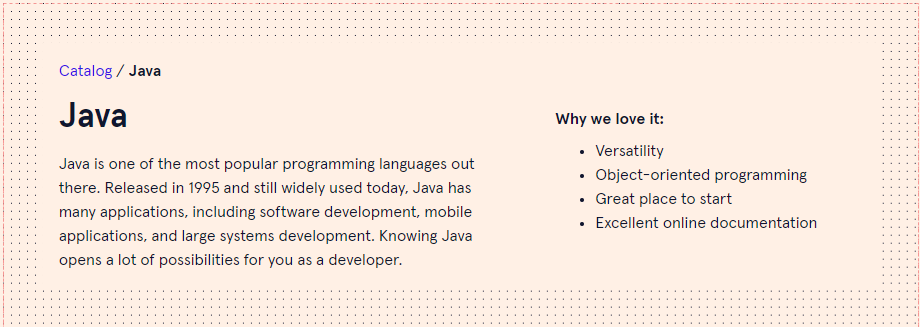 Catalog / Java
Java
Java is one of the most popular programming languages out
there. Released in 1995 and still widely used today, Java has
many applications, including software development, mobile
applications, and large systems development. Knowing Java
opens a lot of possibilities for you as a developer.
Why we love it:
• Versatility
• Object-oriented programming
• Great place to start
• Excellent online documentation